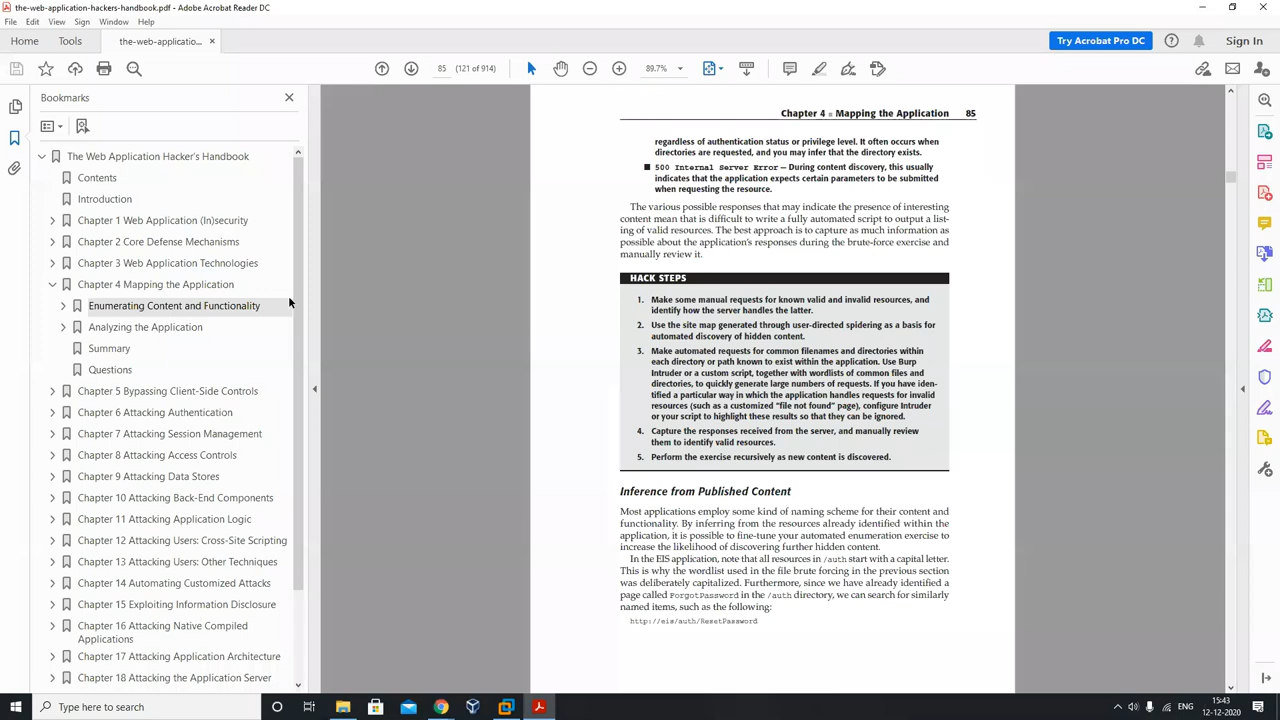 the-web-application-hackers-handbook.pdf - Adobe Acrobat Reader DC
File Edit View Sign Window Help
Home Tools the-web-applicatio... ×
Try Acrobat Pro DC Sign In
85 (121 of 914) 89.7%
Bookmarks
The Web Application Hacker's Handbook
Contents
Introduction
Chapter 1 Web Application (In)security
Chapter 2 Core Defense Mechanisms
Chapter 3 Web Application Technologies
Chapter 4 Mapping the Application
Enumerating Content and Functionality
Analyzing the Application
Summary
Questions
Chapter 5 Bypassing Client-Side Controls
Chapter 6 Attacking Authentication
Chapter 7 Attacking Session Management
Chapter 8 Attacking Access Controls
Chapter 9 Attacking Data Stores
Chapter 10 Attacking Back-End Components
Chapter 11 Attacking Application Logic
Chapter 12 Attacking Users: Cross-Site Scripting
Chapter 13 Attacking Users: Other Techniques
Chapter 14 Automating Customized Attacks
Chapter 15 Exploiting Information Disclosure
Chapter 16 Attacking Native Compiled
Applications
Chapter 17 Attacking Application Architecture
Chapter 18 Attacking the Application Server
Chapter 4 ■ Mapping the Application 85
regardless of authentication status or privilege level. It often occurs when
directories are requested, and you may infer that the directory exists.
■ 500 Internal Server Error — During content discovery, this usually
indicates that the application expects certain parameters to be submitted
when requesting the resource.
The various possible responses that may indicate the presence of interesting
content mean that is difficult to write a fully automated script to output a list-
ing of valid resources. The best approach is to capture as much information as
possible about the application's responses during the brute-force exercise and
manually review it.
HACK STEPS
1. Make some manual requests for known valid and invalid resources, and
identify how the server handles the latter.
2. Use the site map generated through user-directed spidering as a basis for
automated discovery of hidden content.
3. Make automated requests for common filenames and directories within
each directory or path known to exist within the application. Use Burp
Intruder or a custom script, together with wordlists of common files and
directories, to quickly generate large numbers of requests. If you have iden-
tified a particular way in which the application handles requests for invalid
resources (such as a customized "file not found" page), configure Intruder
or your script to highlight these results so that they can be ignored.
4. Capture the responses received from the server, and manually review
them to identify valid resources.
5. Perform the exercise recursively as new content is discovered.
Inference from Published Content
Most applications employ some kind of naming scheme for their content and
functionality. By inferring from the resources already identified within the
application, it is possible to fine-tune your automated enumeration exercise to
increase the likelihood of discovering further hidden content.
In the EIS application, note that all resources in /auth start with a capital letter.
This is why the wordlist used in the file brute forcing in the previous section
was deliberately capitalized. Furthermore, since we have already identified a
page called ForgotPassword in the /auth directory, we can search for similarly
named items, such as the following:
http://eis/auth/ResetPassword
Type here to search
ENG
15:43
12-12-2020